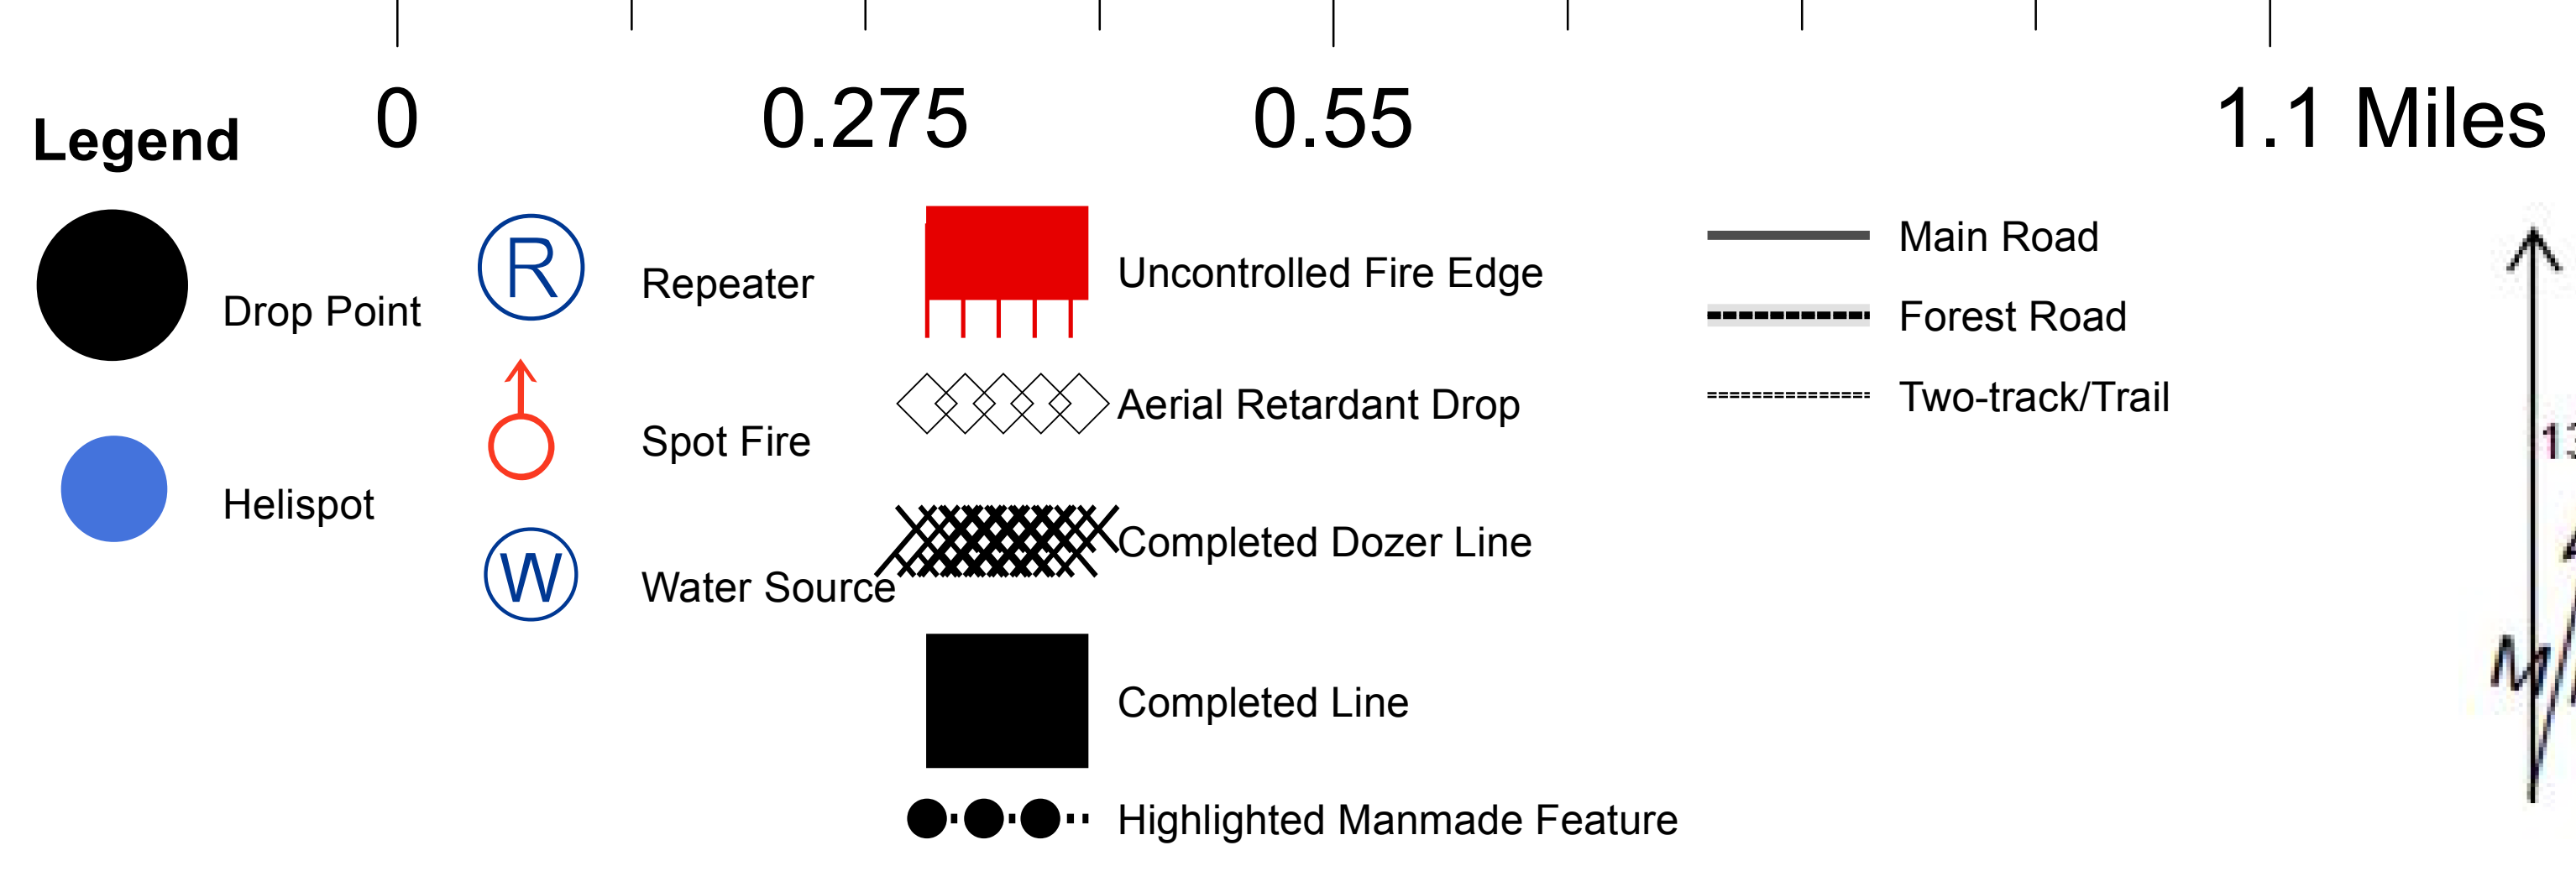 0 0.275 0.55 1.1 Miles
Legend
Drop Point
Helispot
R Repeater
Spot Fire
W Water Source
Uncontrolled Fire Edge
Aerial Retardant Drop
Completed Dozer Line
Completed Line
Highlighted Manmade Feature
Main Road
Forest Road
Two-track/Trail